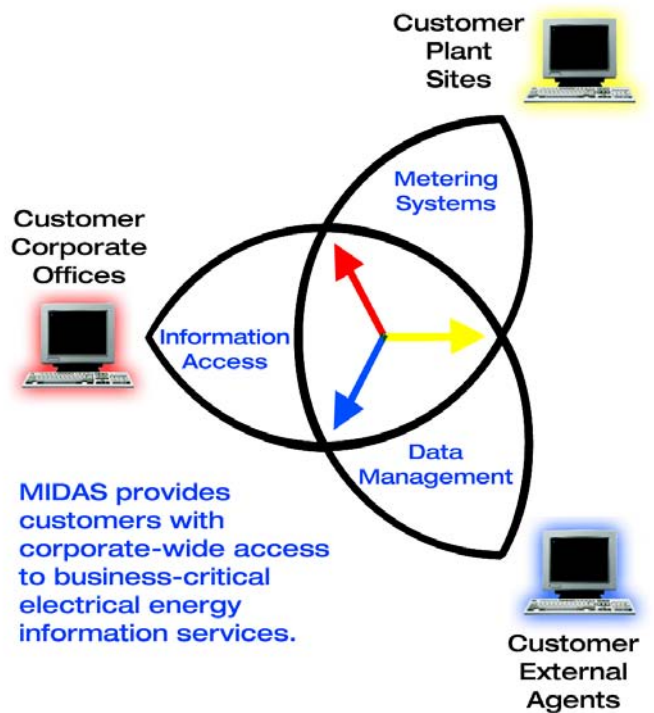 Customer
Plant
Sites
Metering
Systems
Customer
Corporate
Offices
Information
Access
Data
Management
MIDAS provides
customers with
corporate-wide access
to business-critical
electrical energy
information services.
Customer
External
Agents